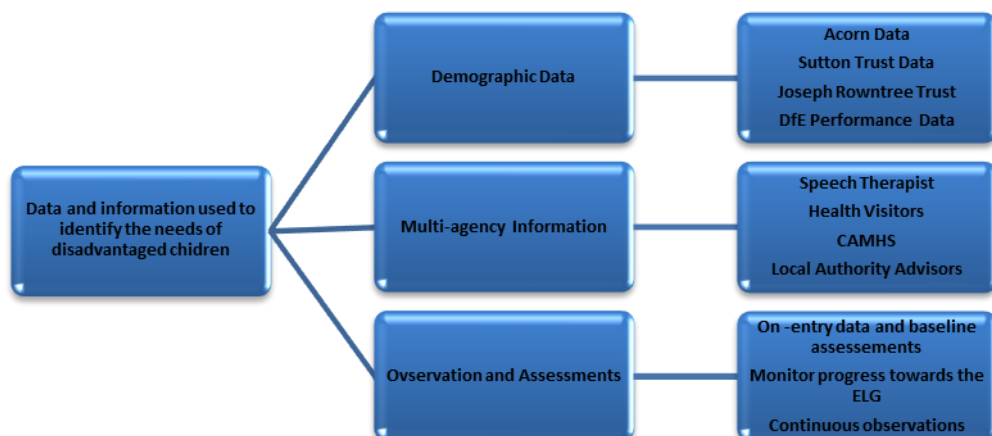 Data and information used to
identify the needs of
disadvantaged chidren
Demographic Data
Acorn Data
Sutton Trust Data
Joseph Rowntree Trust
DfE Performance Data
Multi-agency Information
Speech Therapist
Health Visitors
CAMHS
Local Authority Advisors
Ovservation and Assessments
On -entry data and baseline
assessements
Monitor progress towards the
ELG
Continuous observations